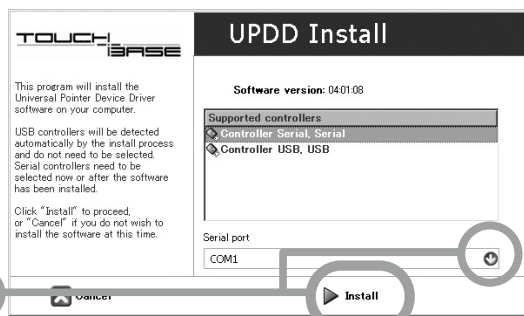 TOUCH-
BASE
UPDD Install
This program will install the
Universal Pointer Device Driver
software on your computer.
USB controllers will be detected
automatically by the install process
and do not need to be selected.
Serial controllers need to be
selected now or after the software
has been installed.
Click "Install" to proceed,
or "Cancel" if you do not wish to
install the software at this time.
Software version: 04:01:08
Supported controllers
Controller Serial, Serial
Controller USB, USB
Serial port
COM1
Cancel
Install